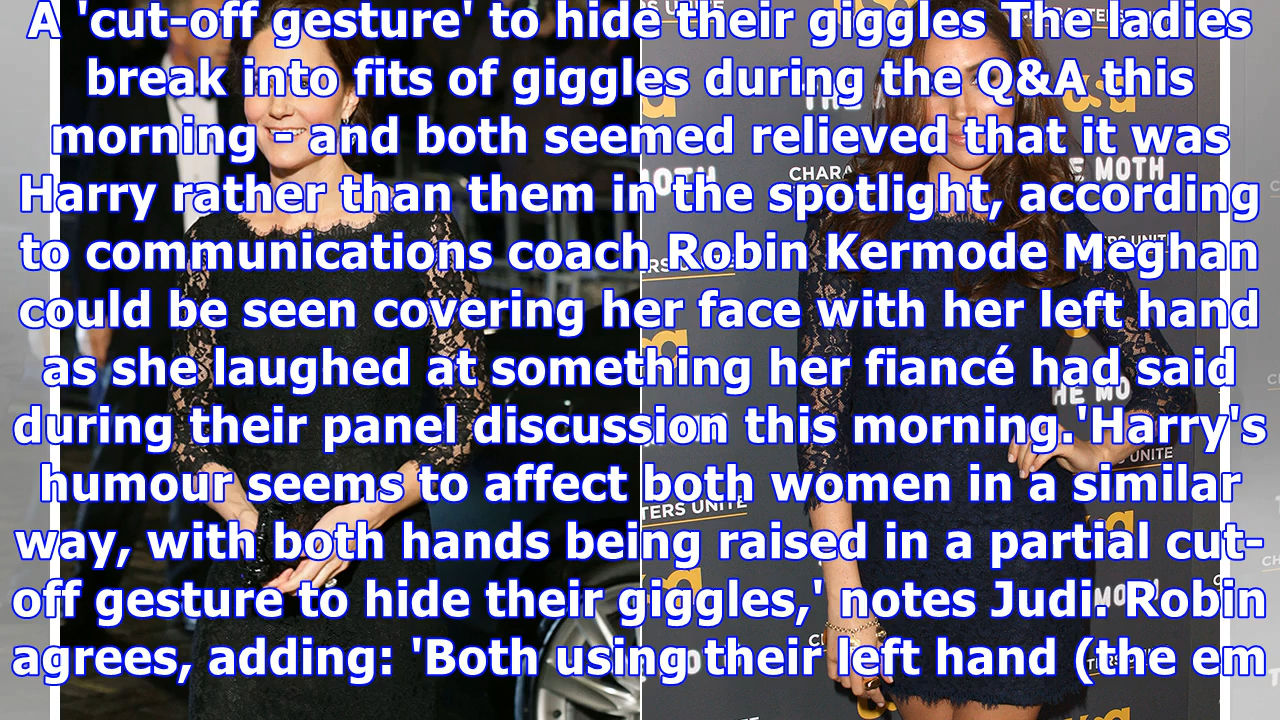 A 'cut-off gesture' to hide their giggles The ladies
break into fits of giggles during the Q&A this
morning - and both seemed relieved that it was
Harry rather than them in the spotlight, according
to communications coach Robin Kermode Meghan
could be seen covering her face with her left hand
as she laughed at something her fiancé had said
during their panel discussion this morning.'Harry's
humour seems to affect both women in a similar
way, with both hands being raised in a partial cut-
off gesture to hide their giggles,' notes Judi. Robin
agrees, adding: 'Both using their left hand (the em
THE MOTH
CHARACTERS UNITE
usa